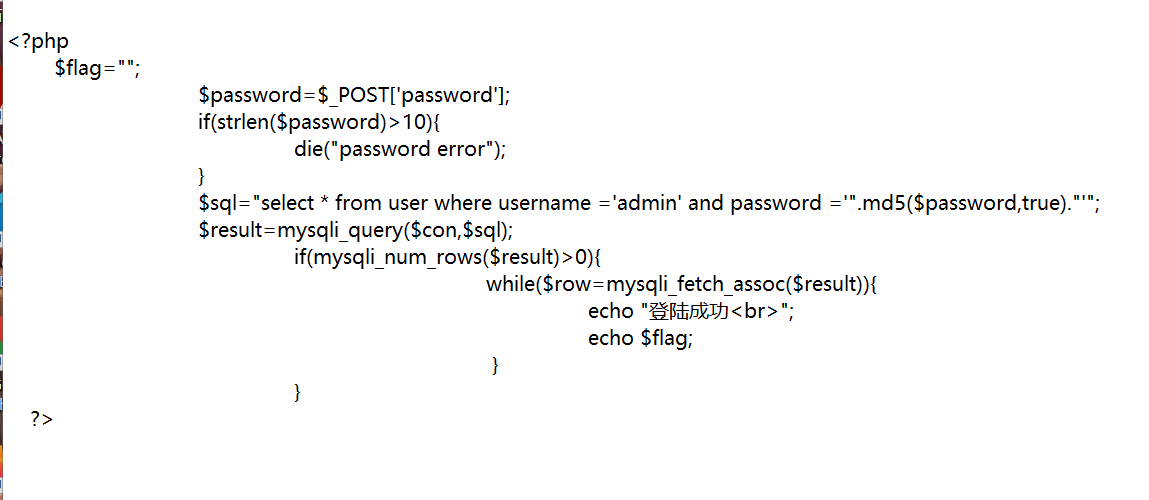 <?php
$flag="";
$password=$_POST['password'];
if(strlen($password)>10){
die("password error");
}
$sql="select * from user where username ='admin' and password ='".md5($password,true)."'";
$result=mysqli_query($con,$sql);
if(mysqli_num_rows($result)>0){
while($row=mysqli_fetch_assoc($result)){
echo "登陆成功<br>";
echo $flag;
}
}
?>